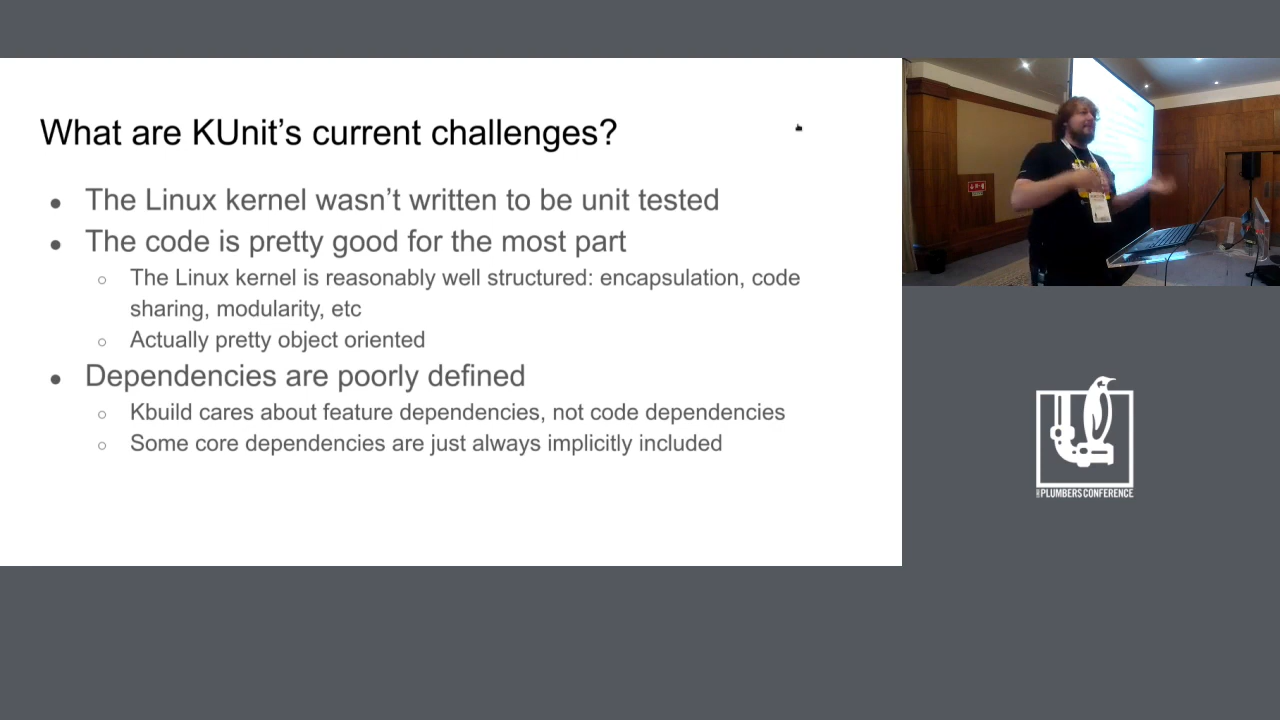 What are KUnit's current challenges?
● The Linux kernel wasn't written to be unit tested
● The code is pretty good for the most part
○ The Linux kernel is reasonably well structured: encapsulation, code
sharing, modularity, etc
○ Actually pretty object oriented
● Dependencies are poorly defined
○ Kbuild cares about feature dependencies, not code dependencies
○ Some core dependencies are just always implicitly included
PLUMBERS CONFERENCE